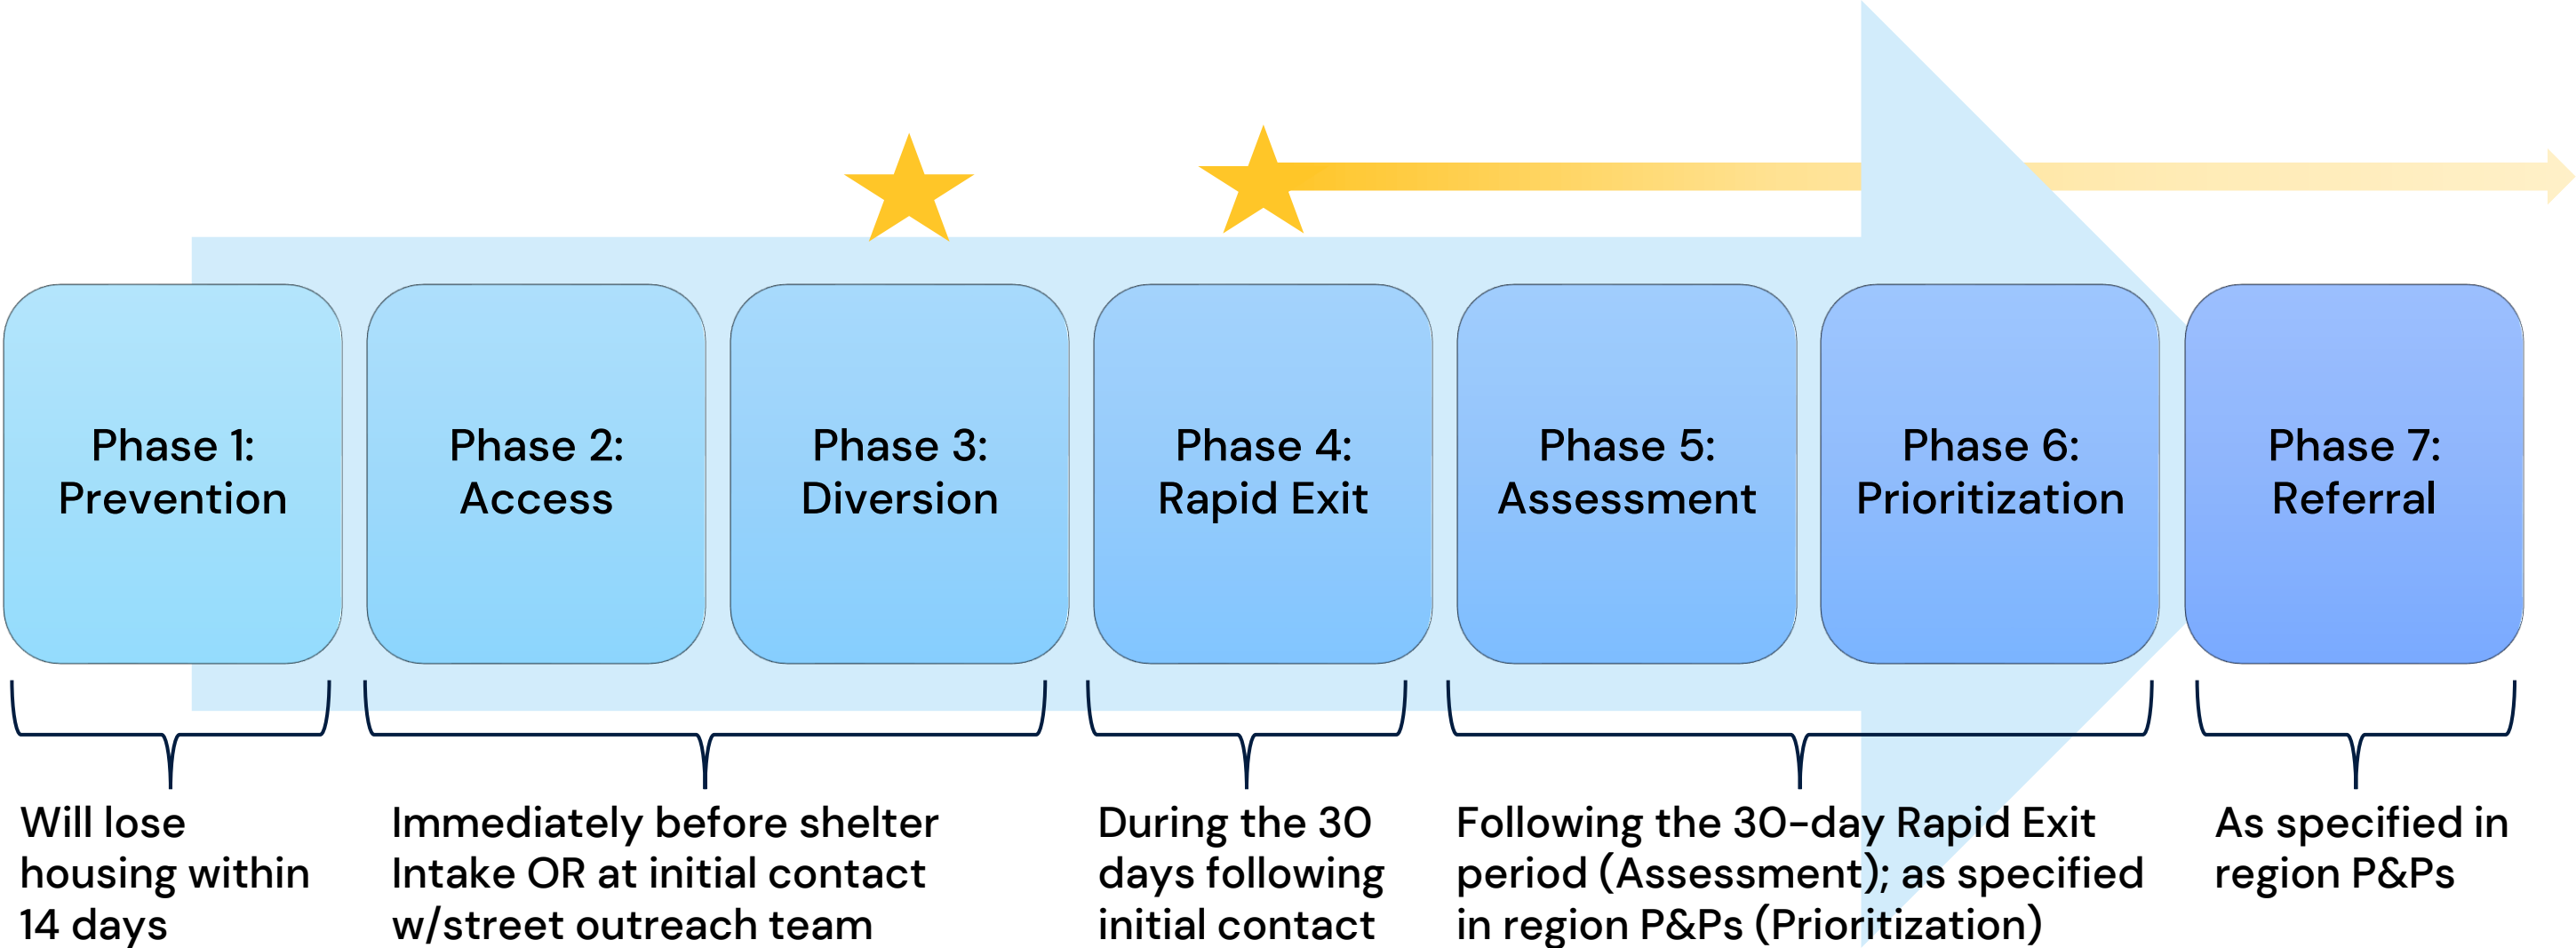 Phase 1:
Prevention
Phase 2:
Access
Phase 3:
Diversion
Phase 4:
Rapid Exit
Phase 5:
Assessment
Phase 6:
Prioritization
Phase 7:
Referral
Will lose
housing within
14 days
Immediately before shelter
Intake OR at initial contact
w/street outreach team
During the 30
days following
initial contact
Following the 30-day Rapid Exit
period (Assessment); as specified
in region P&Ps (Prioritization)
As specified in
region P&Ps